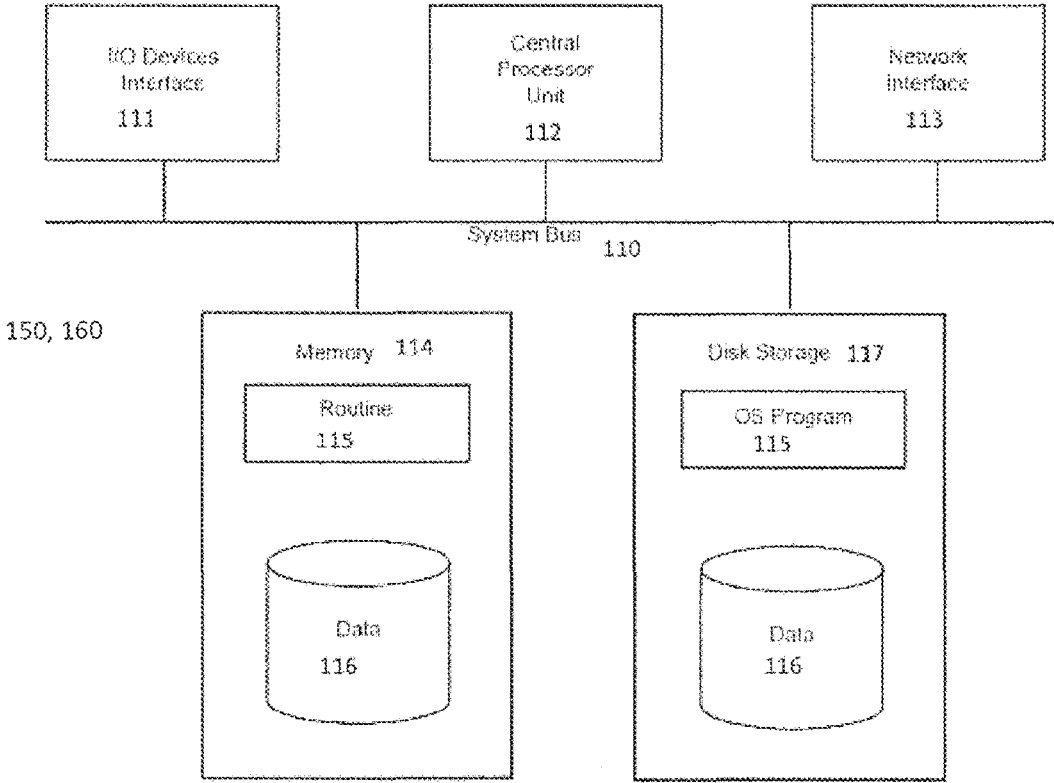 I/O Devices
Interface
111
Central
Processor
Unit
112
Network
Interface
113
System Bus 110
150, 160
Memory 114
Routine
115
Data
116
Disk Storage 117
OS Program
115
Data
116